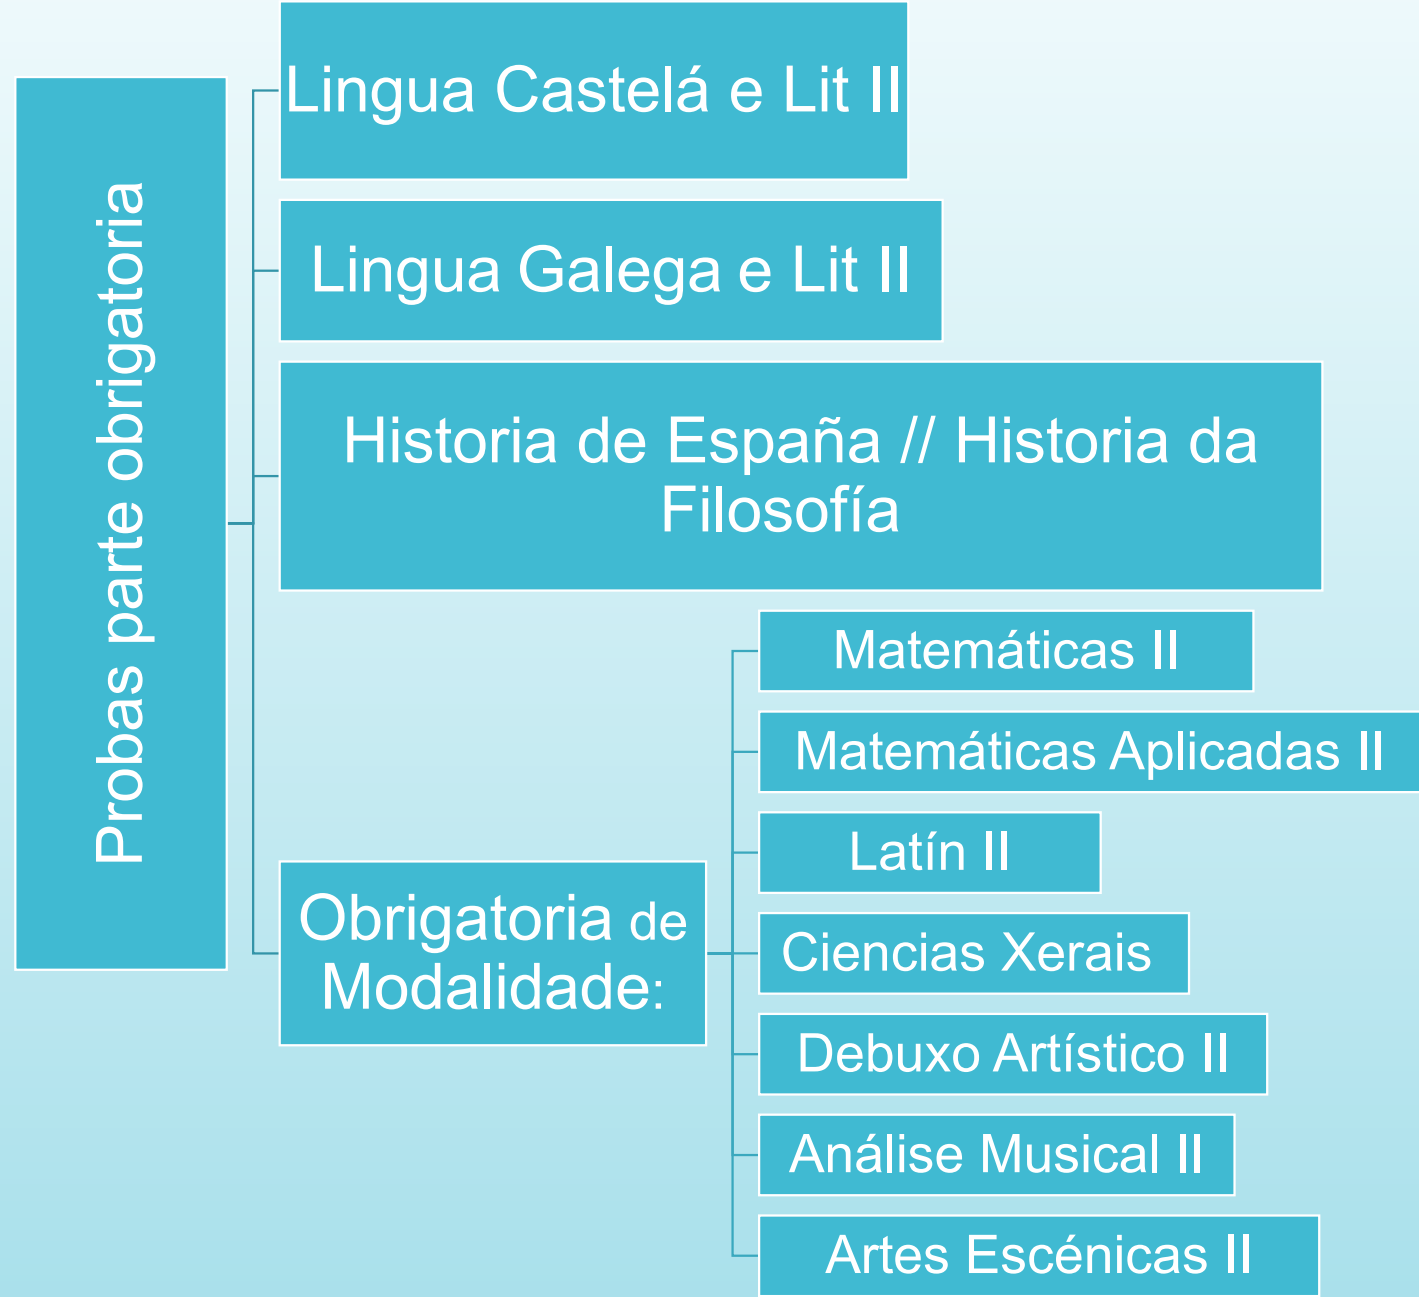 Probas parte obrigatoria
Lingua Castelá e Lit II
Lingua Galega e Lit II
Historia de España // Historia da
Filosofía
Obrigatoria de
Modalidade:
Matemáticas II
Matemáticas Aplicadas II
Latín II
Ciencias Xerais
Debuxo Artístico II
Análise Musical II
Artes Escénicas II